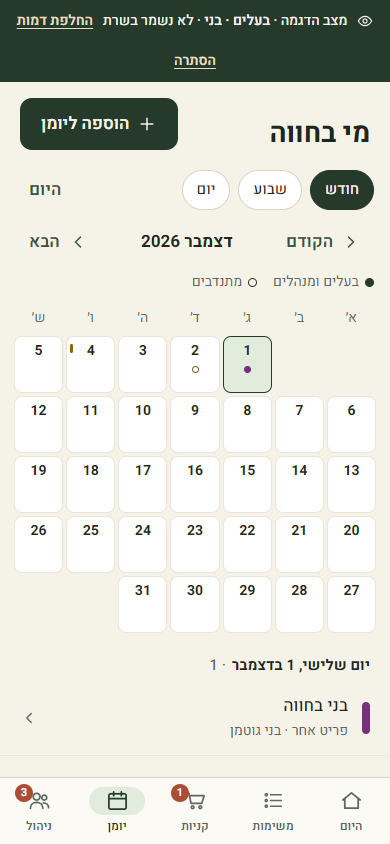 מצב הדגמה · בעלים · בני · לא נשמר בשרת החלפת דמות
הסתרה
מי בחווה
הוספה ליומן
חודש שבוע יום היום
הקודם דצמבר 2026 הבא
בעלים ומנהלים מתנדבים
א׳ ב׳ ג׳ ד׳ ה׳ ו׳ ש׳
1 2 3 4 5
6 7 8 9 10 11 12
13 14 15 16 17 18 19
20 21 22 23 24 25 26
27 28 29 30 31
יום שלישי, 1 בדצמבר · 1
בני בחווה
פריט אחר · בני גוטמן
1 3
היום משימות קניות יומן ניהול